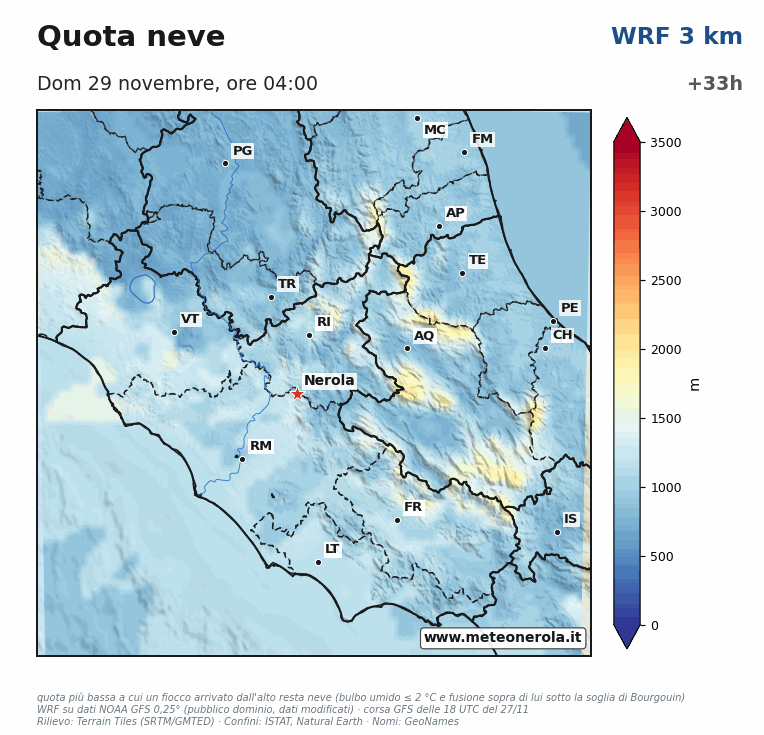 Quota neve
WRF 3 km
Dom 29 novembre, ore 04:00
+33h
MC
FM
PG
AP
TE
TR
PE
VT
RI
AQ
CH
Nerola
RM
FR
IS
LT
www.meteonerola.it
3500
3000
2500
2000
1500
1000
500
0
m
quota più bassa a cui un fiocco arrivato dall'alto resta neve (bulbo umido ≤ 2 °C e fusione sopra di lui sotto la soglia di Bourgouin)
WRF su dati NOAA GFS 0,25° (pubblico dominio, dati modificati) · corsa GFS delle 18 UTC del 27/11
Rilievo: Terrain Tiles (SRTM/GMTED) · Confini: ISTAT, Natural Earth · Nomi: GeoNames